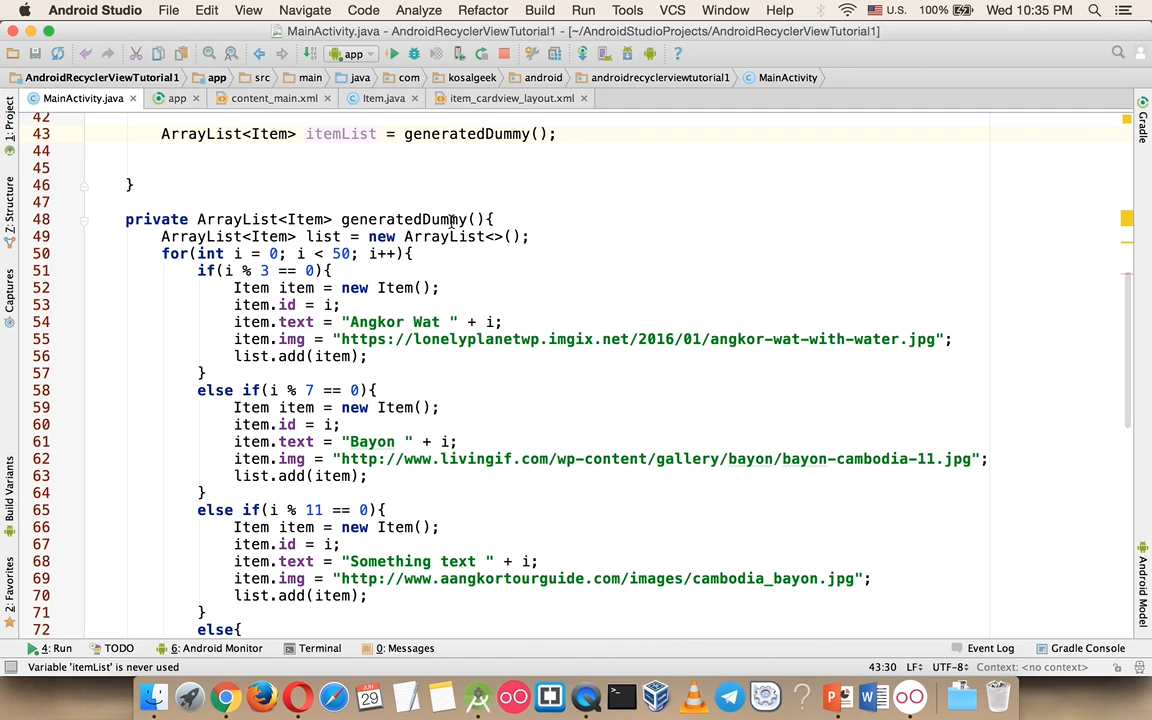 Android Studio File Edit View Navigate Code Analyze Refactor Build Run Tools VCS Window Help U.S. 100% Wed 10:35 PM
MainActivity.java - AndroidRecyclerViewTutorial1 - [~/AndroidStudioProjects/AndroidRecyclerViewTutorial1]
app
AndroidRecyclerViewTutorial1 app src main java com kosalgeek android androidrecyclerviewtutorial1 MainActivity
MainActivity.java app content_main.xml Item.java item_cardview_layout.xml
1: Project
Z: Structure
Captures
Build Variants
2: Favorites
Gradle
Android Model
42
43 ArrayList<Item> itemList = generatedDummy();
44
45
46 }
47
48 private ArrayList<Item> generatedDummy(){
49 ArrayList<Item> list = new ArrayList<>();
50 for(int i = 0; i < 50; i++){
51 if(i % 3 == 0){
52 Item item = new Item();
53 item.id = i;
54 item.text = "Angkor Wat " + i;
55 item.img = "https://lonelyplanetwp.imgix.net/2016/01/angkor-wat-with-water.jpg";
56 list.add(item);
57 }
58 else if(i % 7 == 0){
59 Item item = new Item();
60 item.id = i;
61 item.text = "Bayon " + i;
62 item.img = "http://www.livingif.com/wp-content/gallery/bayon/bayon-cambodia-11.jpg";
63 list.add(item);
64 }
65 else if(i % 11 == 0){
66 Item item = new Item();
67 item.id = i;
68 item.text = "Something text " + i;
69 item.img = "http://www.aangkortourguide.com/images/cambodia_bayon.jpg";
70 list.add(item);
71 }
72 else{
4: Run TODO 6: Android Monitor Terminal 0: Messages Event Log Gradle Console
Variable 'itemList' is never used 43:30 LF÷ UTF-8÷ Context: <no context>
JUN
29